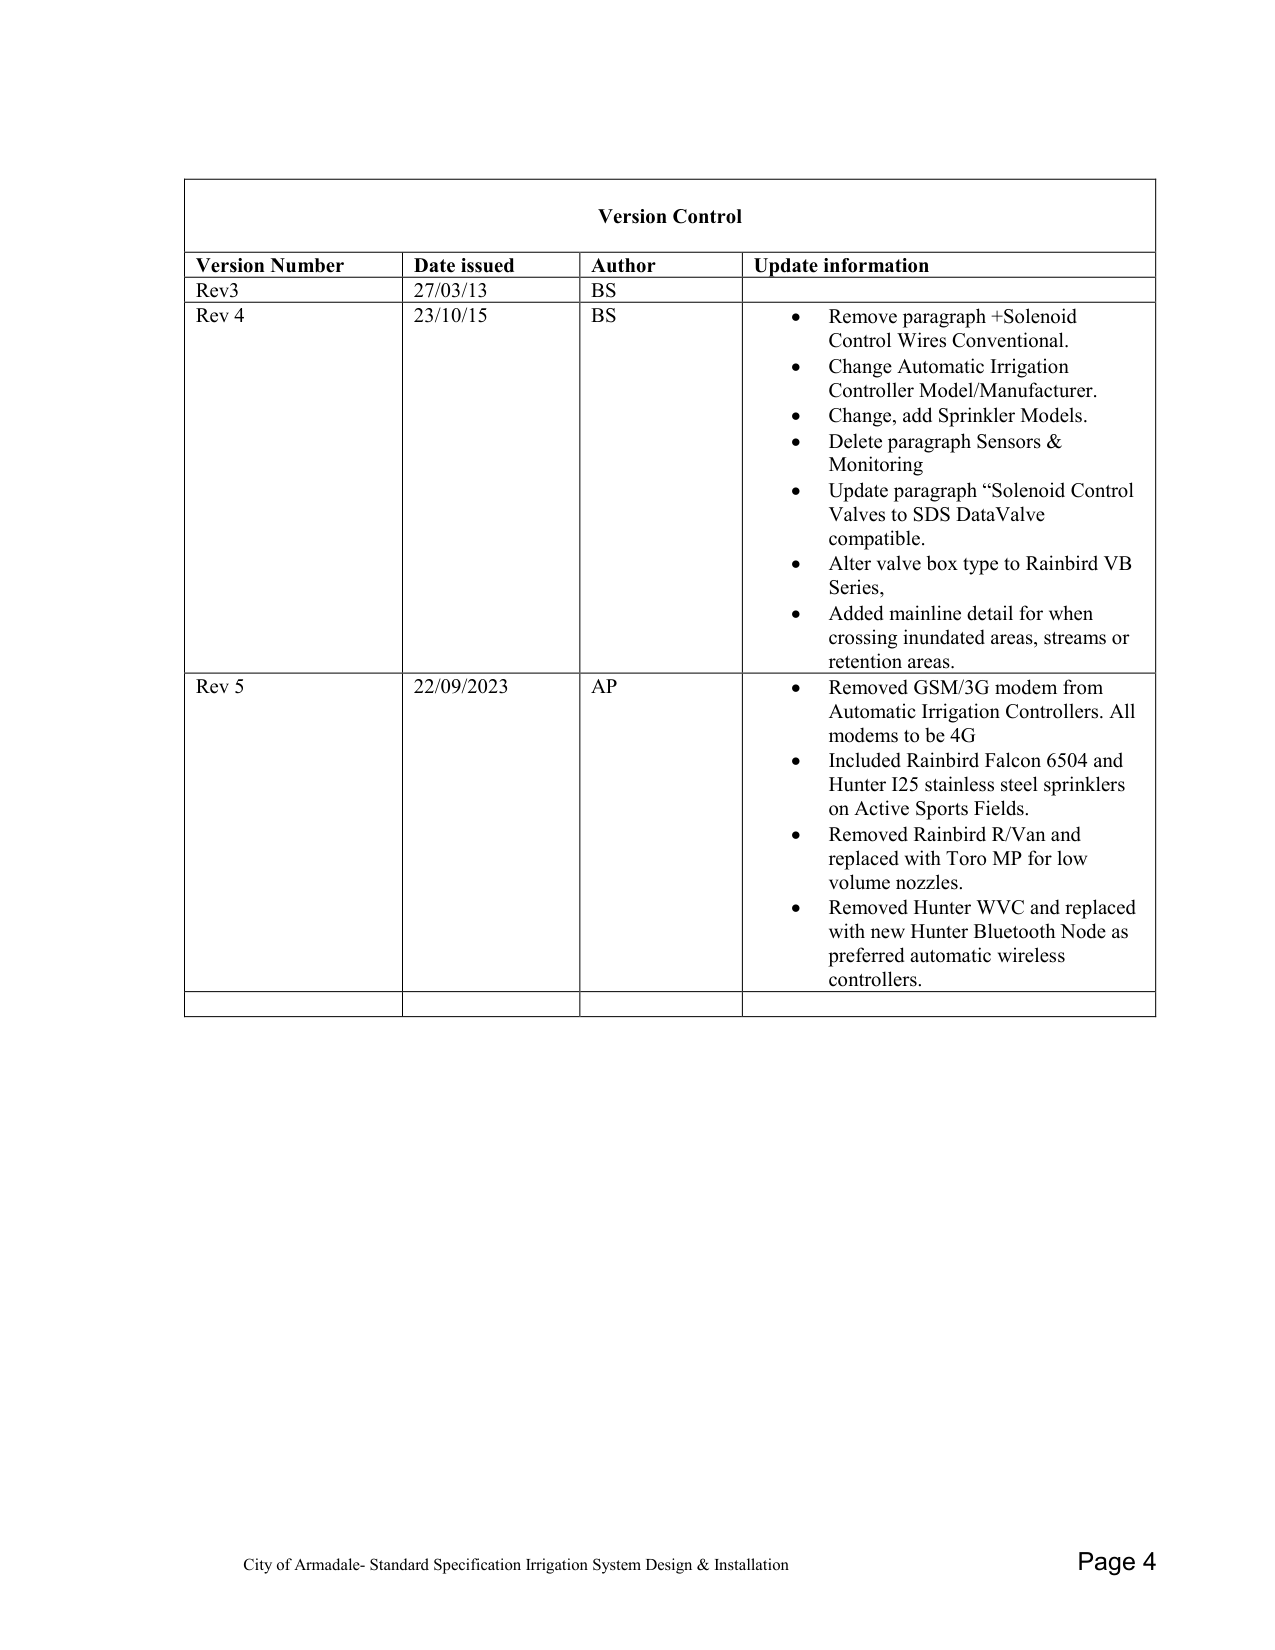 Version Control
Version Number Date issued Author Update information
Rev3 27/03/13 BS
Rev 4 23/10/15 BS • Remove paragraph +Solenoid
Control Wires Conventional.
• Change Automatic Irrigation
Controller Model/Manufacturer.
• Change, add Sprinkler Models.
• Delete paragraph Sensors &
Monitoring
• Update paragraph “Solenoid Control
Valves to SDS DataValve
compatible.
• Alter valve box type to Rainbird VB
Series,
• Added mainline detail for when
crossing inundated areas, streams or
retention areas.
Rev 5 22/09/2023 AP • Removed GSM/3G modem from
Automatic Irrigation Controllers. All
modems to be 4G
• Included Rainbird Falcon 6504 and
Hunter I25 stainless steel sprinklers
on Active Sports Fields.
• Removed Rainbird R/Van and
replaced with Toro MP for low
volume nozzles.
• Removed Hunter WVC and replaced
with new Hunter Bluetooth Node as
preferred automatic wireless
controllers.
City of Armadale- Standard Specification Irrigation System Design & Installation Page 4